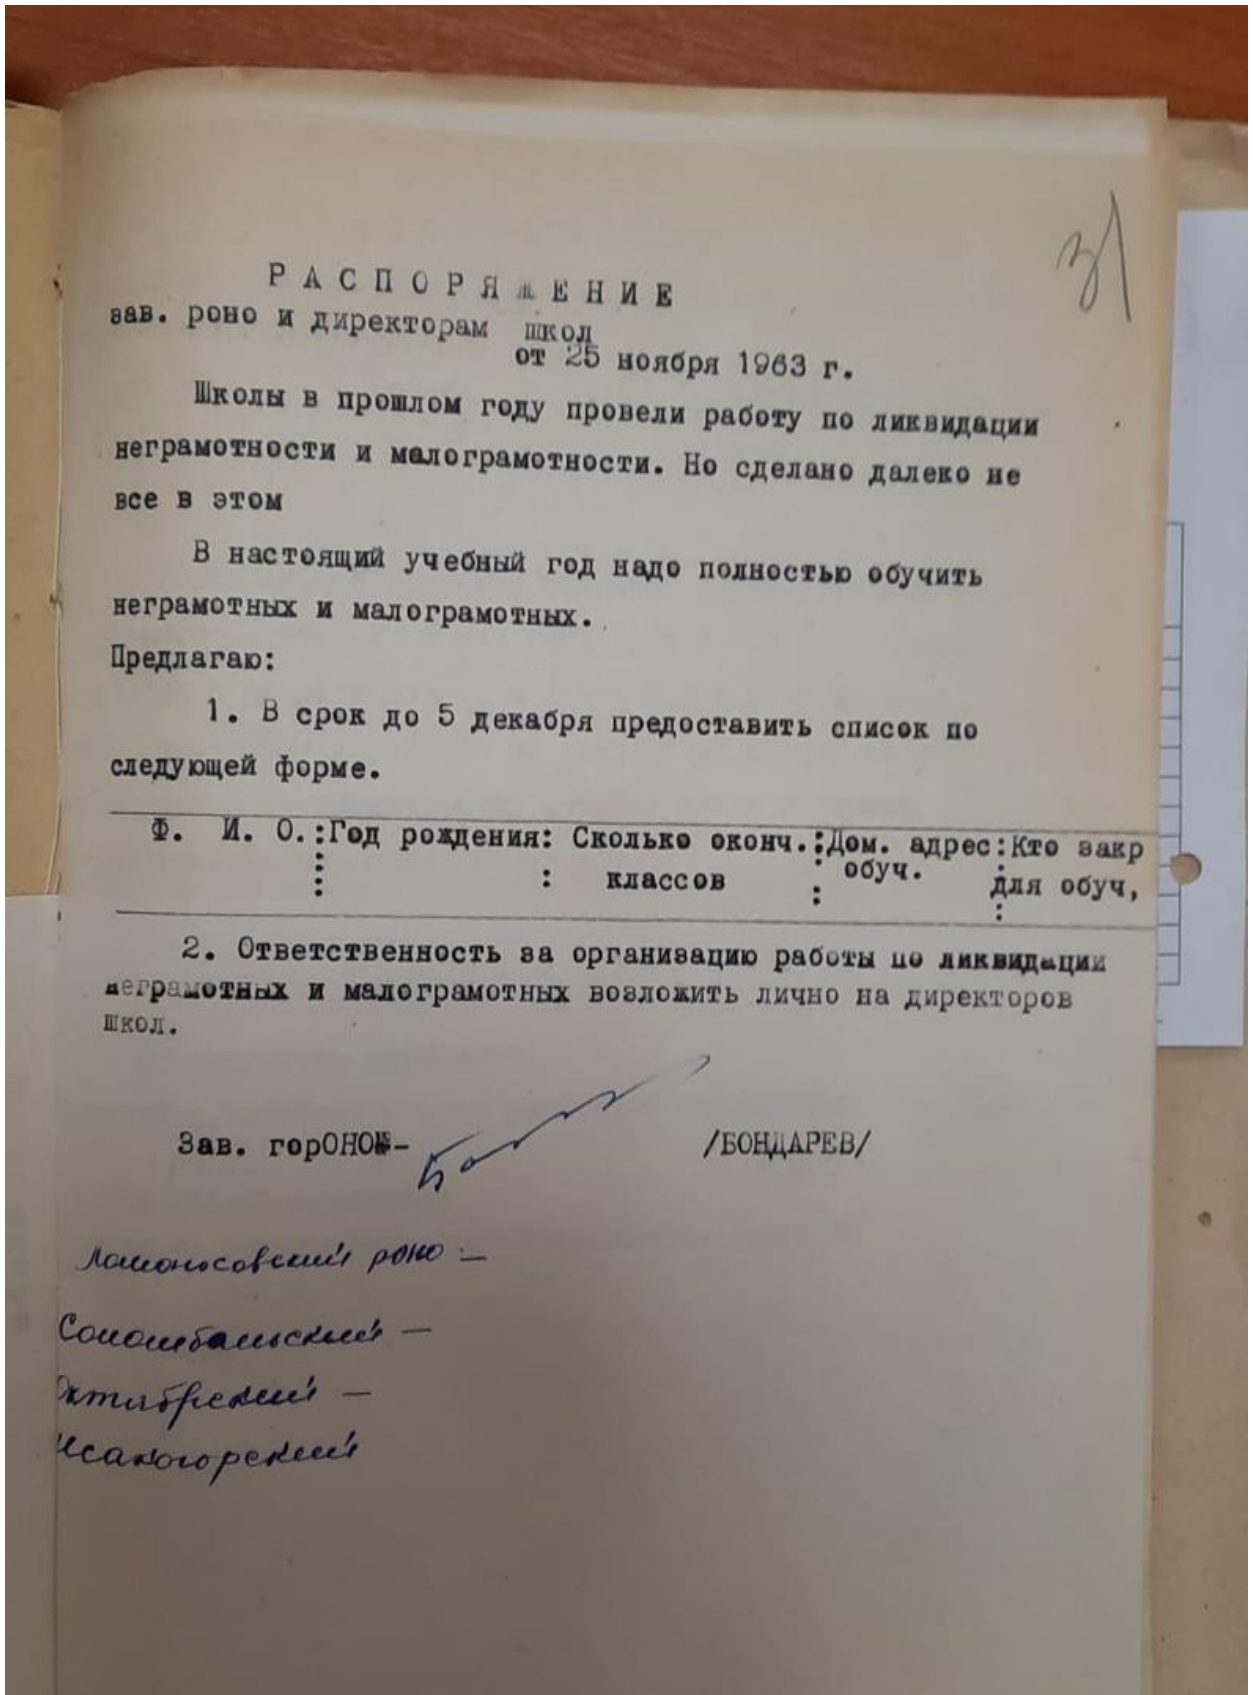 31
РАСПОРЯЖЕНИЕ
зав. роно и директорам школ
от 25 ноября 1963 г.
Школы в прошлом году провели работу по ликвидации
неграмотности и малограмотности. Но сделано далеко не
все в этом
В настоящий учебный год надо полностью обучить
неграмотных и малограмотных.
Предлагаю:
1. В срок до 5 декабря предоставить список по
следующей форме.
Ф. И. О. : Год рождения : Сколько оконч. : Дом. адрес : Кто закр
: классов : обуч. : для обуч,
2. Ответственность за организацию работы по ликвидации
неграмотных и малограмотных возложить лично на директоров
школ.
Зав. горОНО - /БОНДАРЕВ/
Ломоносовский роно —
Соломбальский —
Октябрьский —
Исакогорский